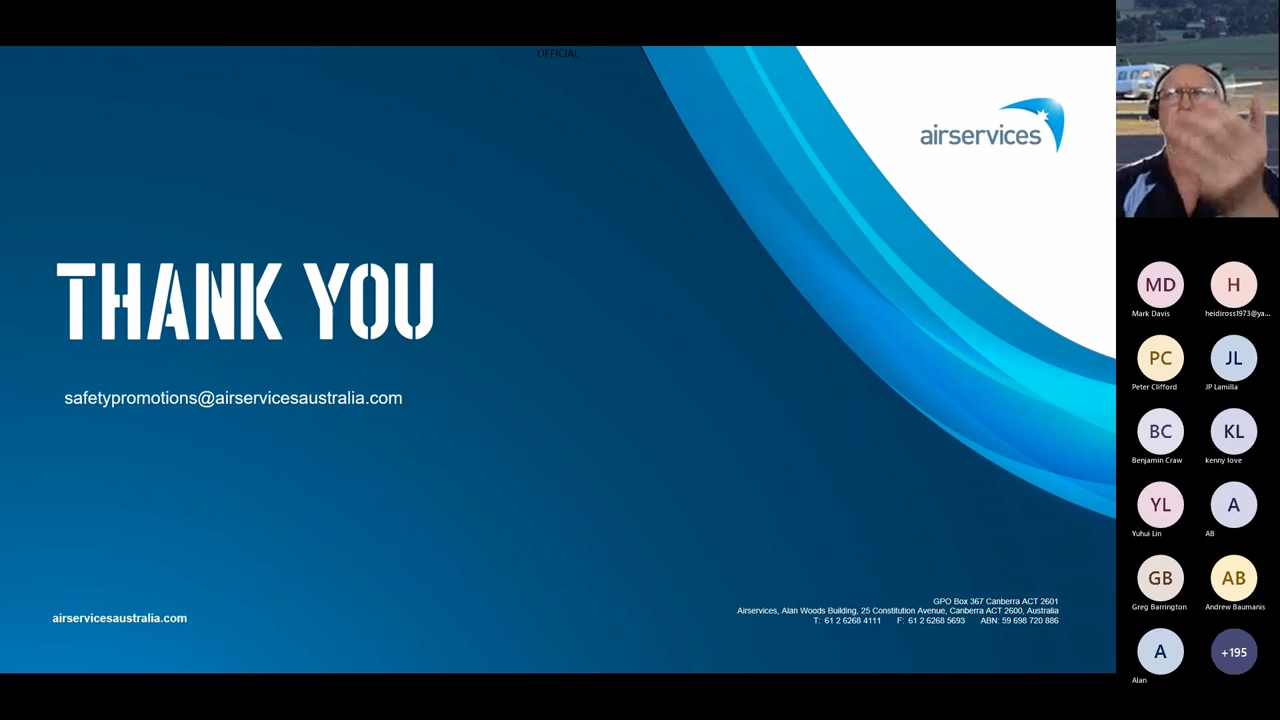 OFFICIAL
airservices
THANK YOU
safetypromotions@airservicesaustralia.com
airservicesaustralia.com
GPO Box 367 Canberra ACT 2601
Airservices, Alan Woods Building, 25 Constitution Avenue, Canberra ACT 2600, Australia
T: 61 2 6268 4111 F: 61 2 6268 5693 ABN: 59 698 720 886
MD H
Mark Davis heidiross1973@ya...
PC JL
Peter Clifford JP Lamilla
BC KL
Benjamin Craw kenny love
YL A
Yuhui Lin AB
GB AB
Greg Barrington Andrew Baumanis
A +195
Alan